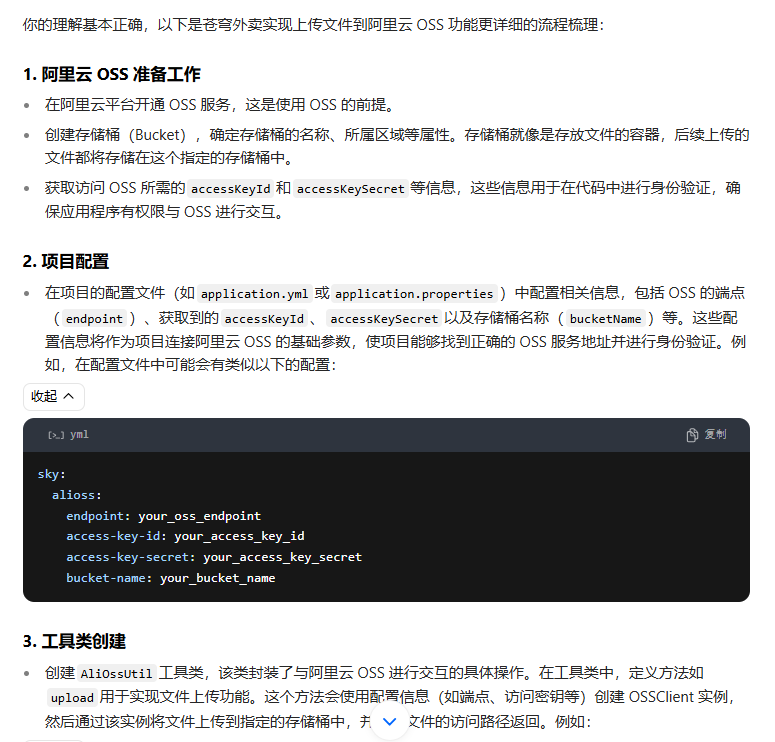 你的理解基本正确，以下是苍穹外卖实现上传文件到阿里云 OSS 功能更详细的流程梳理：
1. 阿里云 OSS 准备工作
在阿里云平台开通 OSS 服务，这是使用 OSS 的前提。
创建存储桶（Bucket），确定存储桶的名称、所属区域等属性。存储桶就像是存放文件的容器，后续上传的
文件都将存储在这个指定的存储桶中。
获取访问 OSS 所需的 accessKeyId 和 accessKeySecret 等信息，这些信息用于在代码中进行身份验证，确
保应用程序有权限与 OSS 进行交互。
2. 项目配置
在项目的配置文件（如 application.yml 或 application.properties ）中配置相关信息，包括 OSS 的端点
（ endpoint ）、获取到的 accessKeyId 、 accessKeySecret 以及存储桶名称（ bucketName ）等。这些配
置信息将作为项目连接阿里云 OSS 的基础参数，使项目能够找到正确的 OSS 服务地址并进行身份验证。例
如，在配置文件中可能会有类似以下的配置：
收起
yml
复制
sky:
alioss:
endpoint: your_oss_endpoint
access-key-id: your_access_key_id
access-key-secret: your_access_key_secret
bucket-name: your_bucket_name
3. 工具类创建
创建 AliOssUtil 工具类，该类封装了与阿里云 OSS 进行交互的具体操作。在工具类中，定义方法如
upload 用于实现文件上传功能。这个方法会使用配置信息（如端点、访问密钥等）创建 OSSClient 实例，
然后通过该实例将文件上传到指定的存储桶中，文件的访问路径返回。例如：